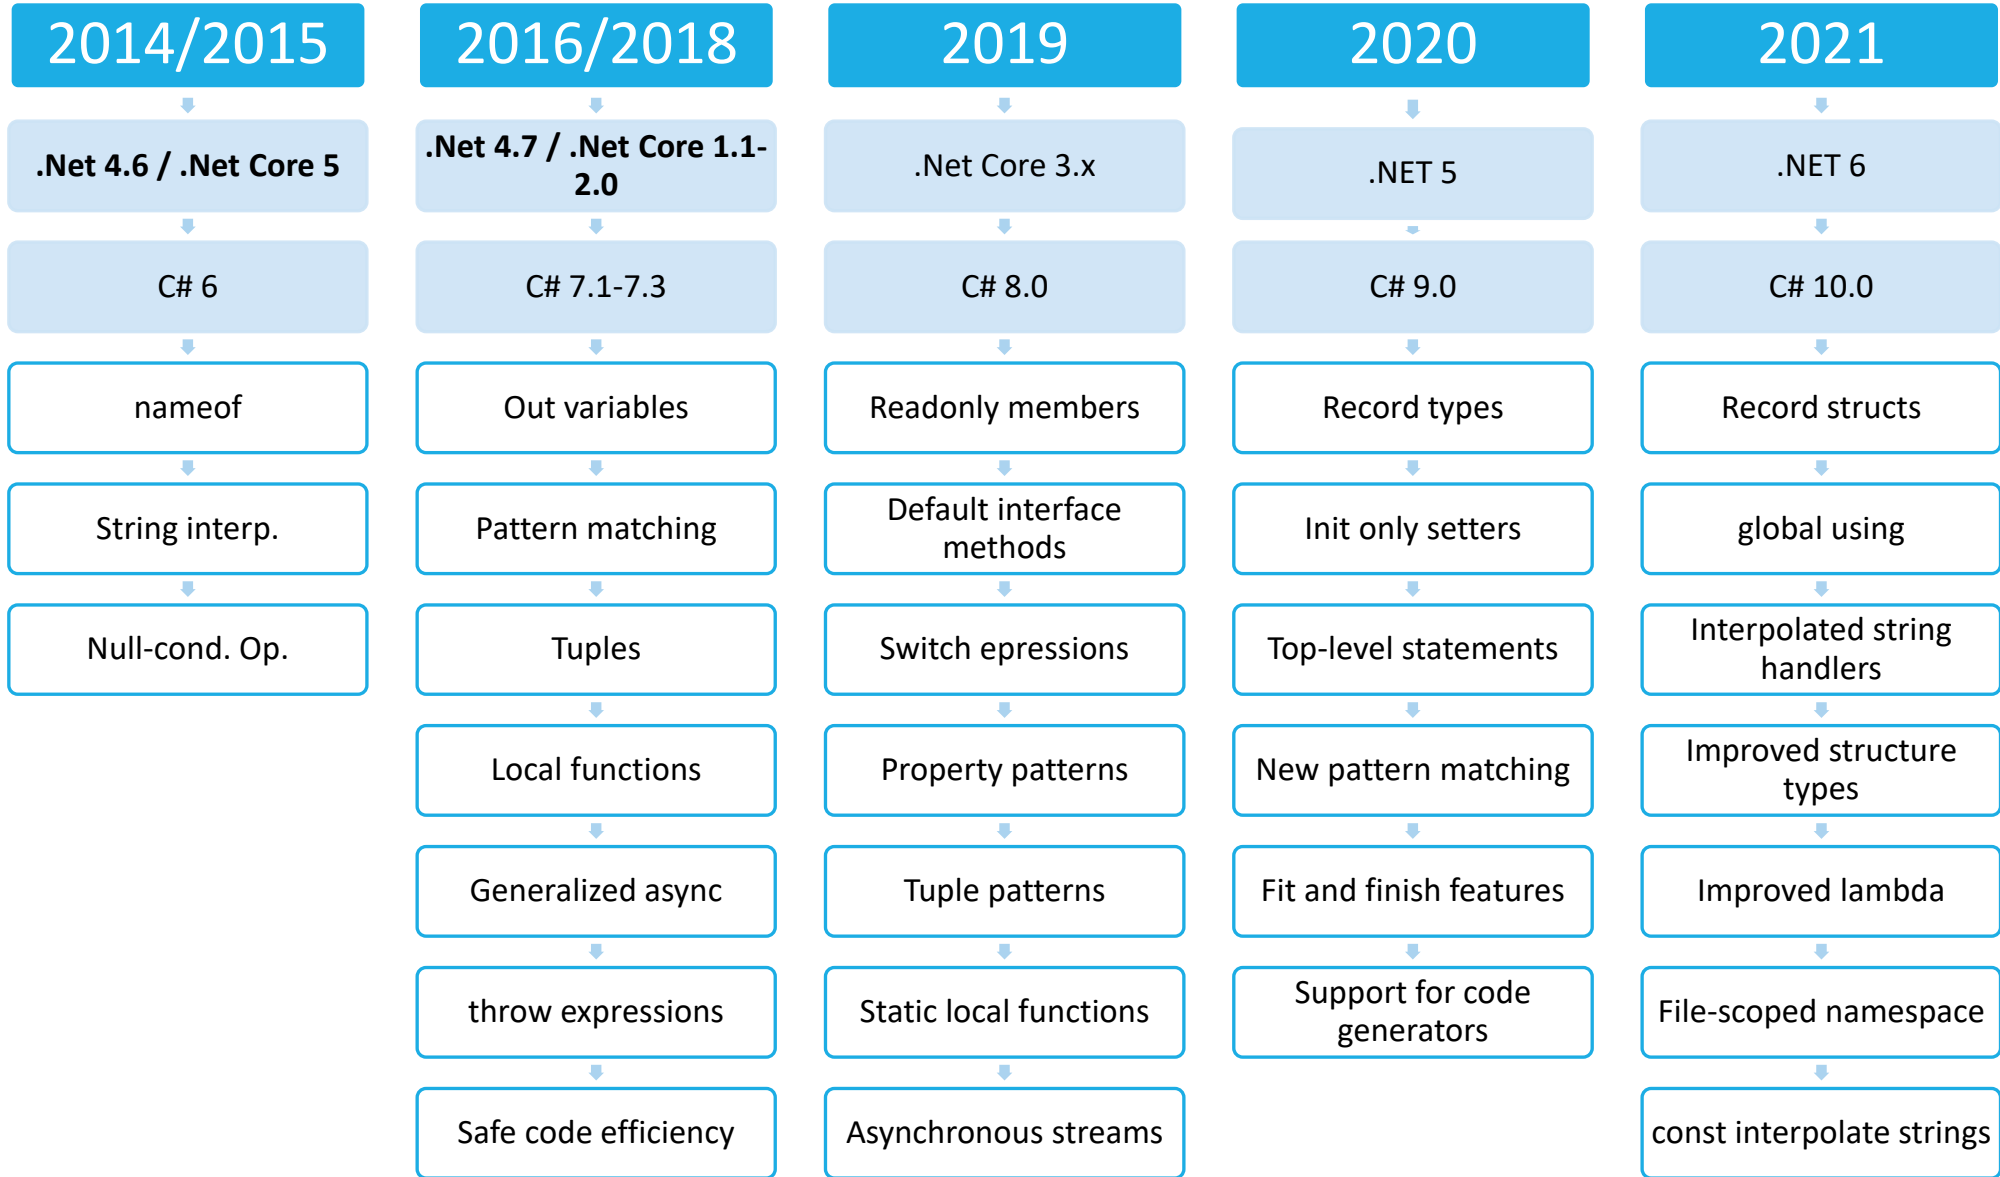 2014/2015
.Net 4.6 / .Net Core 5
C# 6
nameof
String interp.
Null-cond. Op.
2016/2018
.Net 4.7 / .Net Core 1.1-
2.0
C# 7.1-7.3
Out variables
Pattern matching
Tuples
Local functions
Generalized async
throw expressions
Safe code efficiency
2019
.Net Core 3.x
C# 8.0
Readonly members
Default interface
methods
Switch epressions
Property patterns
Tuple patterns
Static local functions
Asynchronous streams
2020
.NET 5
C# 9.0
Record types
Init only setters
Top-level statements
New pattern matching
Fit and finish features
Support for code
generators
2021
.NET 6
C# 10.0
Record structs
global using
Interpolated string
handlers
Improved structure
types
Improved lambda
File-scoped namespace
const interpolate strings